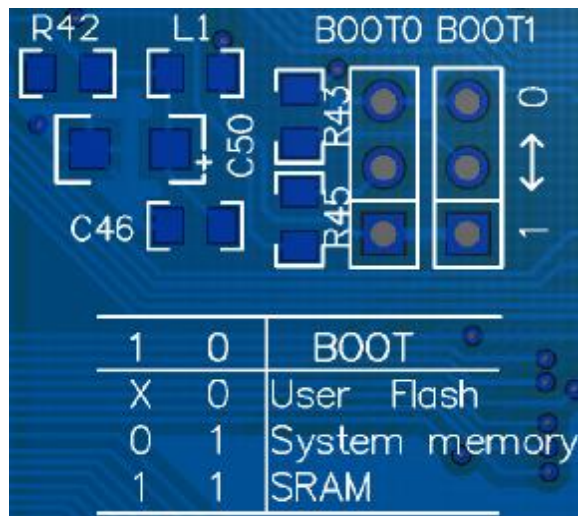 R42 L1 BOOT0 BOOT1
R43
0
C50
+
↔
R45
C46
1
1 0 BOOT
X 0 User Flash
0 1 System memory
1 1 SRAM